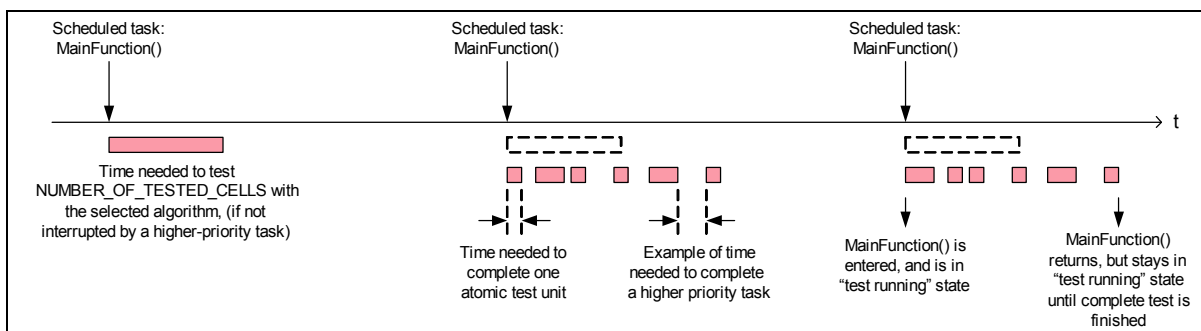 Scheduled task:
MainFunction()
Scheduled task:
MainFunction()
Scheduled task:
MainFunction()
t
Time needed to test
NUMBER_OF_TESTED_CELLS with
the selected algorithm, (if not
interrupted by a higher-priority task)
Time needed to
complete one
atomic test unit
Example of time
needed to complete
a higher priority task
MainFunction() is
entered, and is in
“test running” state
MainFunction()
returns, but stays in
“test running” state
until complete test is
finished